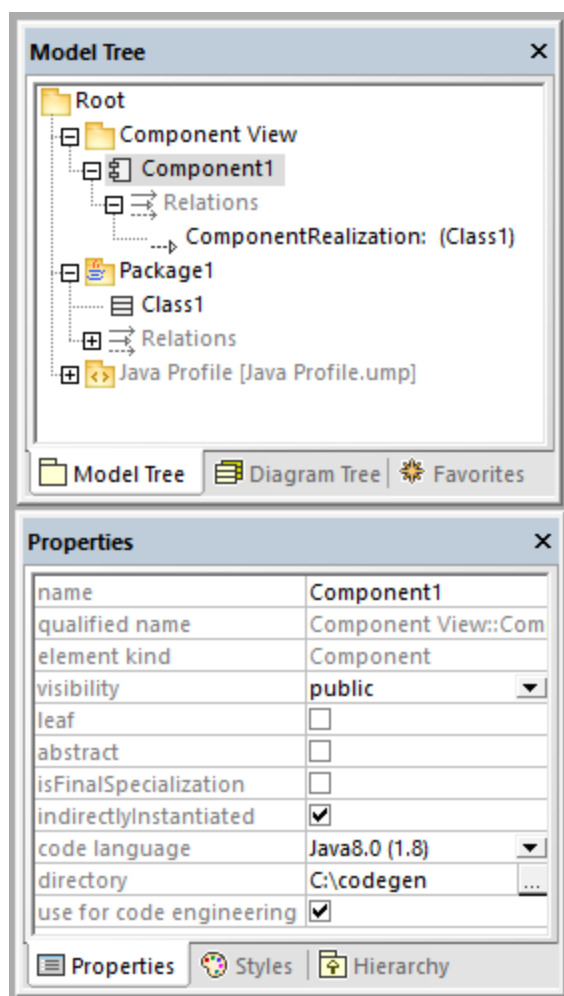 Model Tree
Root
Component View
Component1
Relations
ComponentRealization: (Class1)
Package1
Class1
Relations
Java Profile [Java Profile.ump]
Model Tree Diagram Tree Favorites
Properties
name Component1
qualified name Component View::Com
element kind Component
visibility public
leaf
abstract
isFinalSpecialization
indirectlyInstantiated
code language Java8.0 (1.8)
directory C:\codegen ...
use for code engineering
Properties Styles Hierarchy